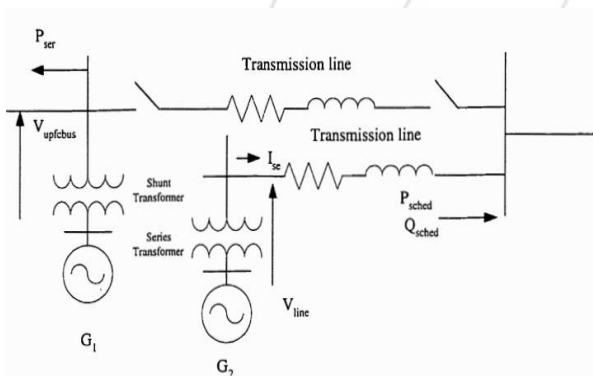 P_ser
Transmission line
V_upfcbus
Transmission line
I_se
Shunt
Transformer
P_sched
Q_sched
Series
Transformer
V_line
G_1
G_2